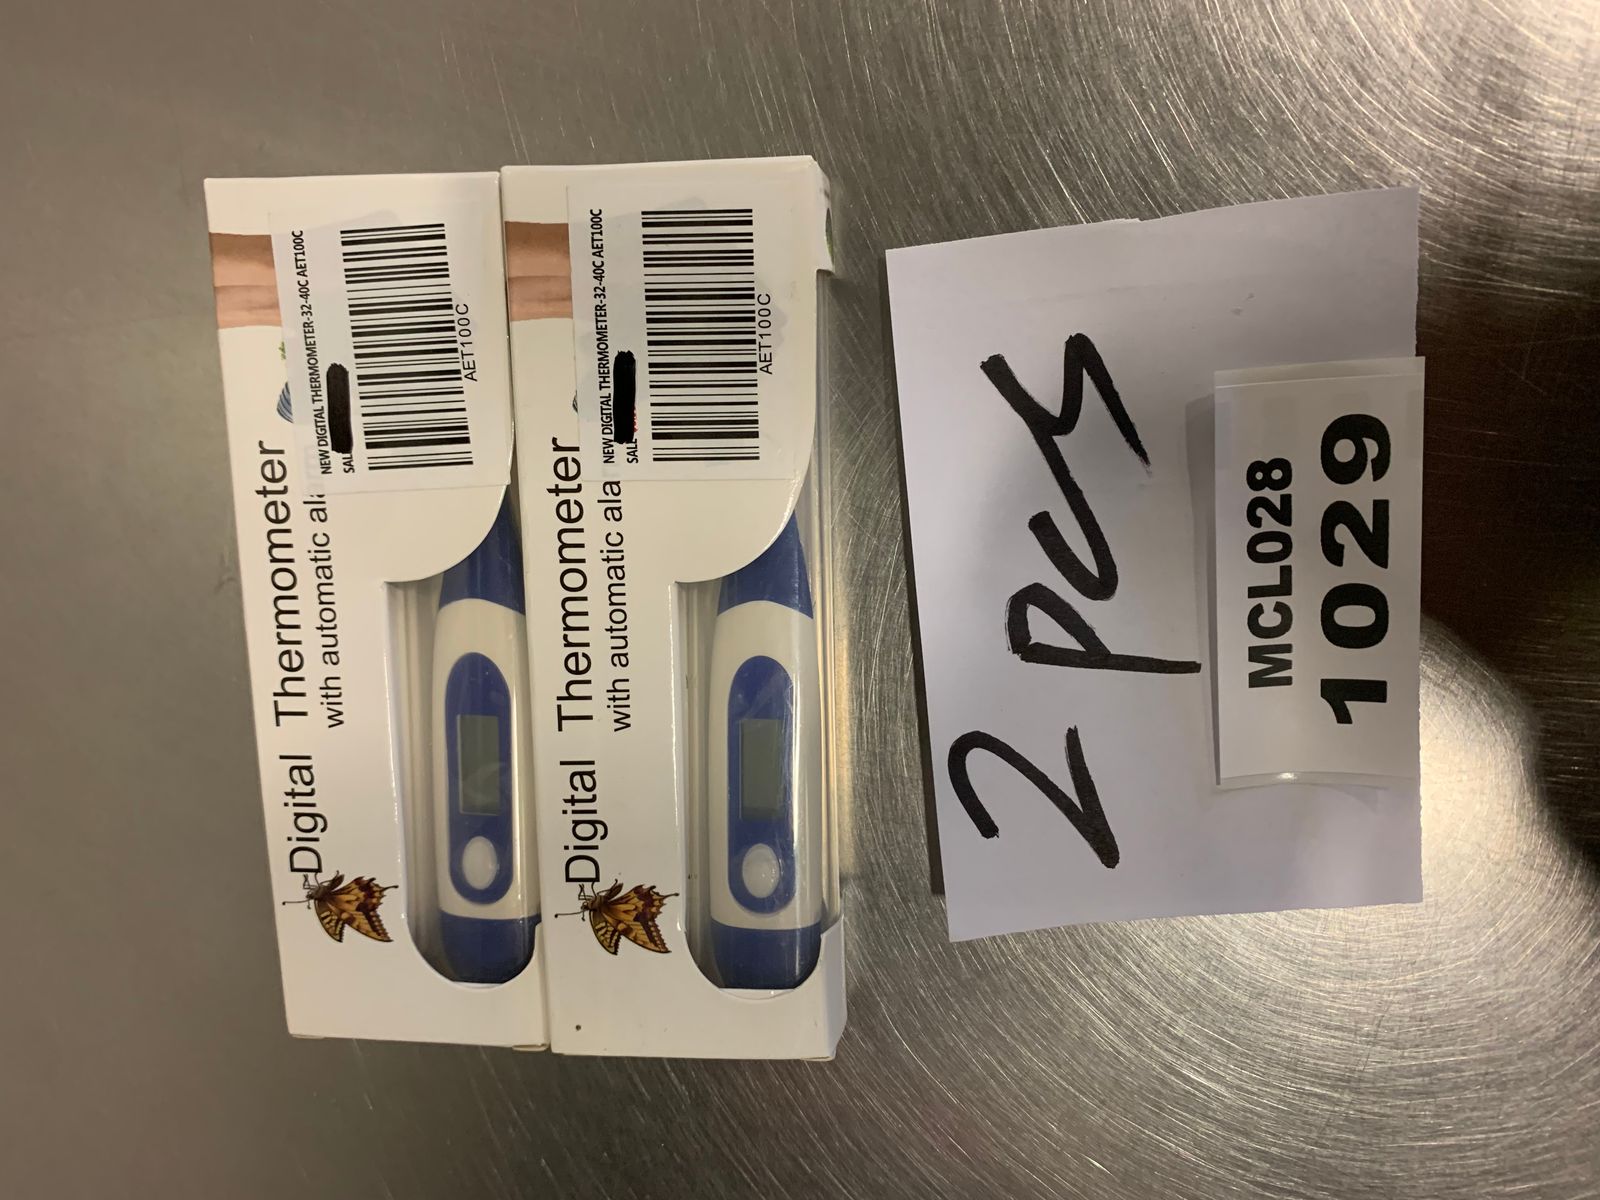 Digital Thermometer
with automatic ala
NEW DIGITAL THERMOMETER-32-40C AET100C
SAL
AET100C
Digital Thermometer
with automatic ala
NEW DIGITAL THERMOMETER-32-40C AET100C
SALE
AET100C
2 PCS
MCL028
1029